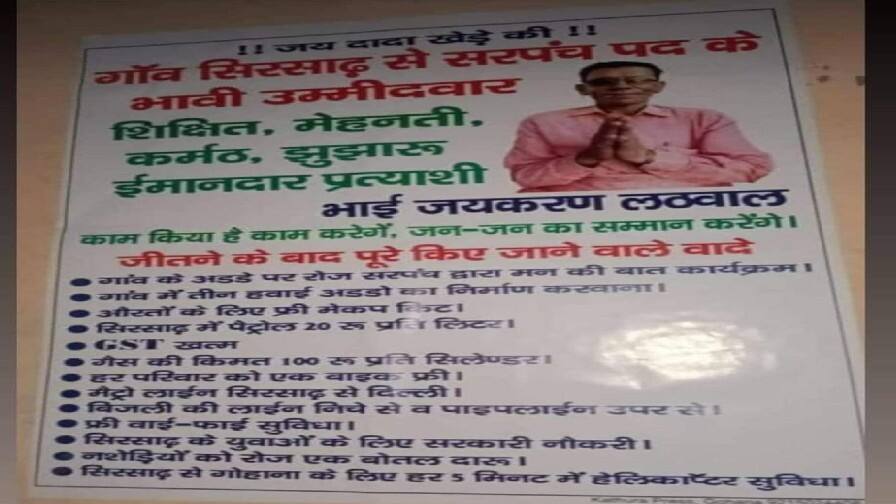 !! जय दादा खेड़े की !!
गॉव सिरसाढ़ से सरपंच पद के
भावी उम्मीदवार
शिक्षित, मेहनती,
कर्मठ, झुझारू
ईमानदार प्रत्याशी
भाई जयकरण लठवाल
काम किया है काम करेगें, जन-जन का सम्मान करेंगे।
जीतने के बाद पूरे किए जाने वाले वादे
● गांव के अडडे पर रोज सरपंच द्वारा मन की बात कार्यक्रम।
● गांव में तीन हवाई अडडो का निर्माण करवाना।
● औरतों के लिए फ्री मेकप किट।
● सिरसाढ़ में पैट्रोल 20 रू प्रति लिटर।
● GST खत्म
● गैस की किमत 100 रू प्रति सिलेण्डर।
● हर परिवार को एक बाइक फ्री।
● मैट्रो लाईन सिरसाढ़ से दिल्ली।
● बिजली की लाईन निचे से व पाइपलाईन उपर से।
● फ्री वाई-फाई सुविधा।
● सिरसाढ़ के युवाओं के लिए सरकारी नौकरी।
● नशेड़ियों को रोज एक बोतल दारू।
● सिरसाढ़ से गोहाना के लिए हर 5 मिनट में हेलिकाप्टर सुविधा।